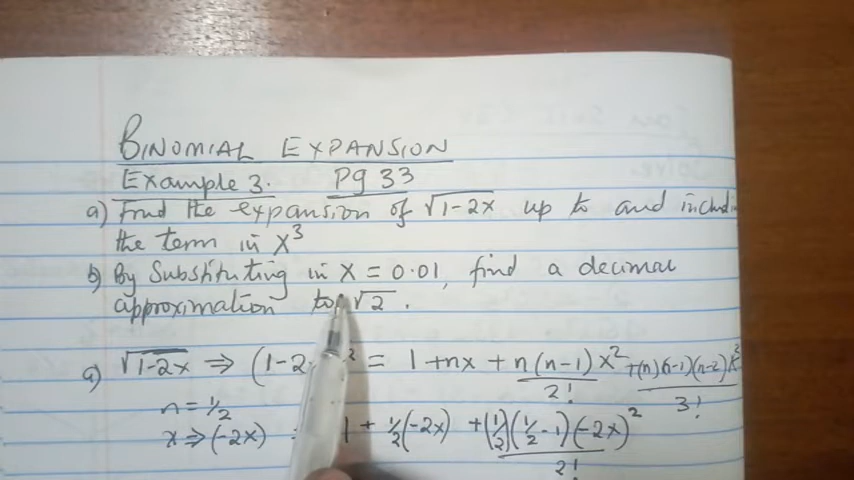 BINOMIAL EXPANSION
Example 3. Pg 33
a) Find the expansion of √1-2x up to and includi
the term in x³
b) By Substituting in x = 0.01, find a decimal
approximation to √2.
a) √1-2x ⇒ (1-2 ² = 1 + nx + n(n-1) x² / 2! + (n)(n-1)(n-2) x³ / 3!
n = 1/2
x ⇒ (-2x) = 1 + 1/2(-2x) + (1/2)(1/2 - 1)(-2x)² / 2!